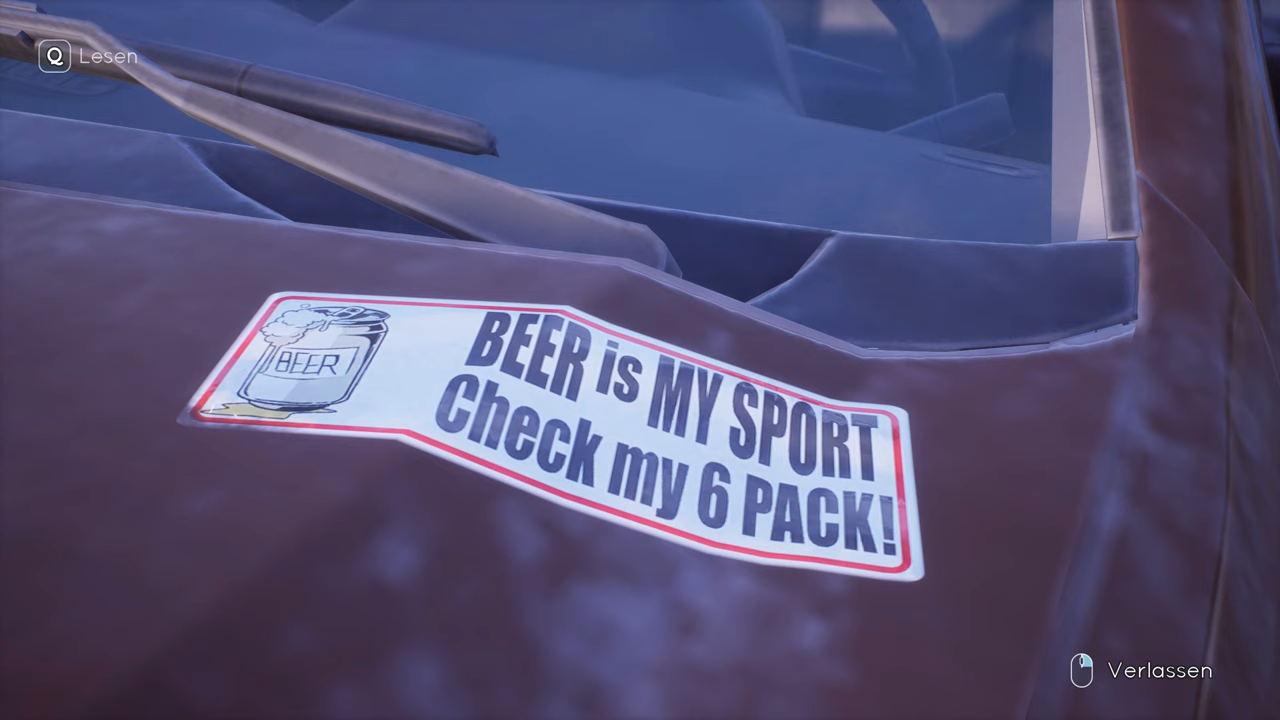 Q Lesen
BEER
BEER is MY SPORT
Check my 6 PACK!
Verlassen